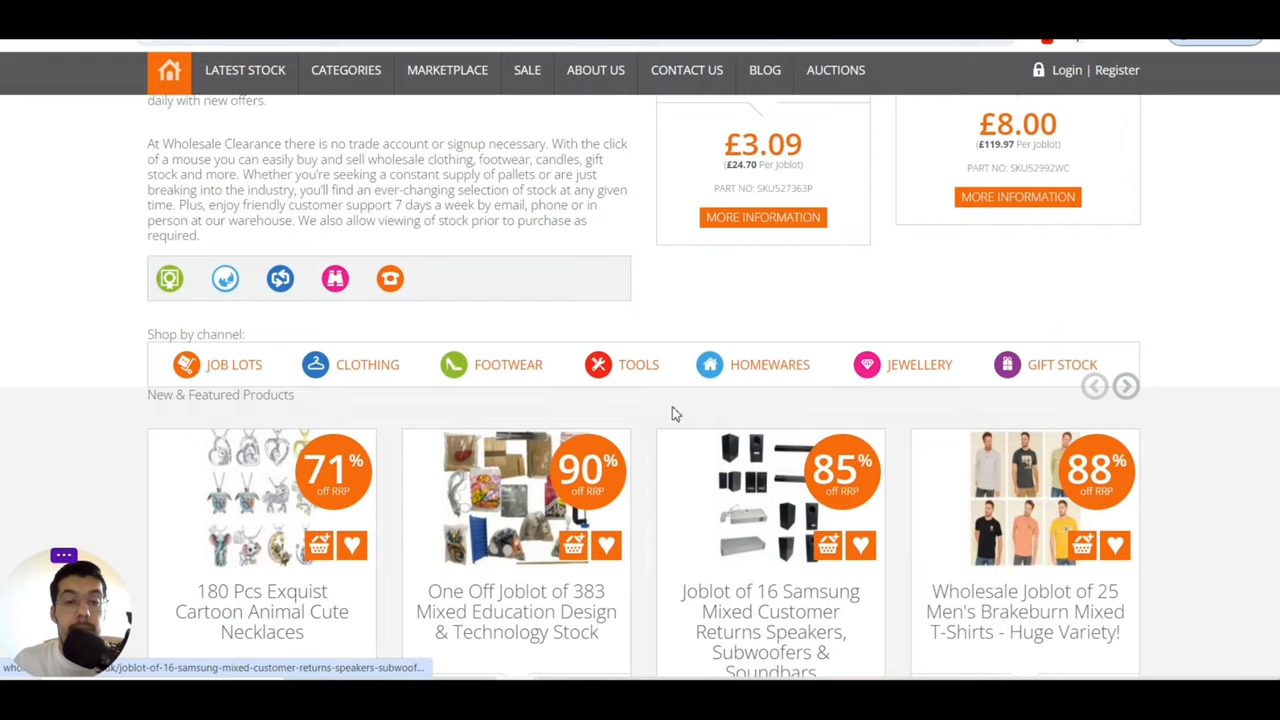 LATEST STOCK CATEGORIES MARKETPLACE SALE ABOUT US CONTACT US BLOG AUCTIONS Login | Register
daily with new offers.
At Wholesale Clearance there is no trade account or signup necessary. With the click
of a mouse you can easily buy and sell wholesale clothing, footwear, candles, gift
stock and more. Whether you're seeking a constant supply of pallets or are just
breaking into the industry, you'll find an ever-changing selection of stock at any given
time. Plus, enjoy friendly customer support 7 days a week by email, phone or in
person at our warehouse. We also allow viewing of stock prior to purchase as
required.
£3.09
(£24.70 Per Joblot)
PART NO: SKU527363P
MORE INFORMATION
£8.00
(£119.97 Per Joblot)
PART NO: SKU52992WC
MORE INFORMATION
Shop by channel:
JOB LOTS CLOTHING FOOTWEAR TOOLS HOMEWARES JEWELLERY GIFT STOCK
New & Featured Products
71%
off RRP
180 Pcs Exquist
Cartoon Animal Cute
Necklaces
90%
off RRP
One Off Joblot of 383
Mixed Education Design
& Technology Stock
85%
off RRP
Joblot of 16 Samsung
Mixed Customer
Returns Speakers,
Subwoofers &
Soundbars
88%
off RRP
Wholesale Joblot of 25
Men's Brakeburn Mixed
T-Shirts - Huge Variety!
uk/joblot-of-16-samsung-mixed-customer-returns-speakers-subwoof...